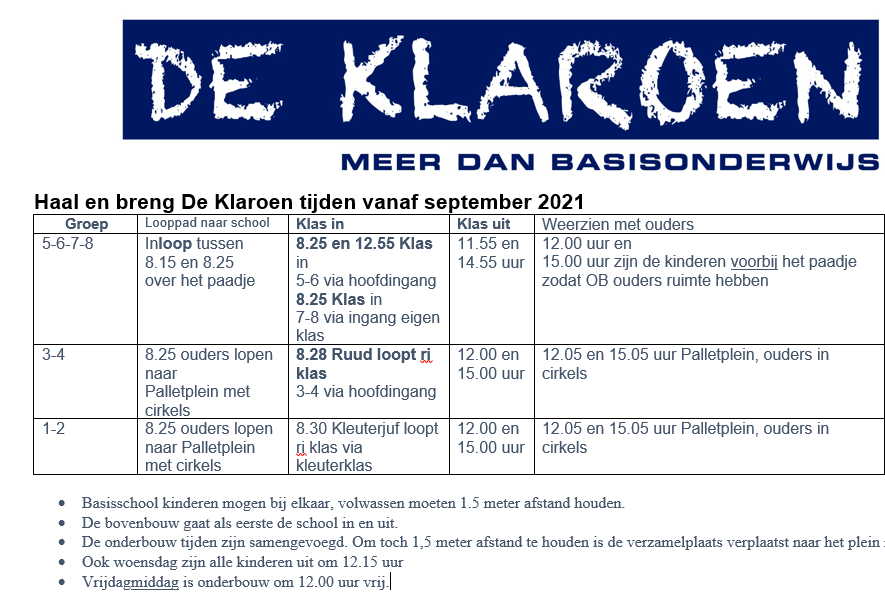 DE KLAROEN
MEER DAN BASISONDERWIJS
Haal en breng De Klaroen tijden vanaf september 2021
Groep Looppad naar school Klas in Klas uit Weerzien met ouders
5-6-7-8
Inloop tussen
8.15 en 8.25
over het paadje
8.25 en 12.55 Klas
in
5-6 via hoofdingang
8.25 Klas in
7-8 via ingang eigen
klas
11.55 en
14.55 uur
12.00 uur en
15.00 uur zijn de kinderen voorbij het paadje
zodat OB ouders ruimte hebben
3-4
8.25 ouders lopen
naar
Palletplein met
cirkels
8.28 Ruud loopt rj
klas
3-4 via hoofdingang
12.00 en
15.00 uur
12.05 en 15.05 uur Palletplein, ouders in
cirkels
1-2
8.25 ouders lopen
naar Palletplein
met cirkels
8.30 Kleuterjuf loopt
rj klas via
kleuterklas
12.00 en
15.00 uur
12.05 en 15.05 uur Palletplein, ouders in
cirkels
• Basisschool kinderen mogen bij elkaar, volwassen moeten 1.5 meter afstand houden.
• De bovenbouw gaat als eerste de school in en uit.
• De onderbouw tijden zijn samengevoegd. Om toch 1,5 meter afstand te houden is de verzamelplaats verplaatst naar het plein
• Ook woensdag zijn alle kinderen uit om 12.15 uur
• Vrijdagmiddag is onderbouw om 12.00 uur vrij.